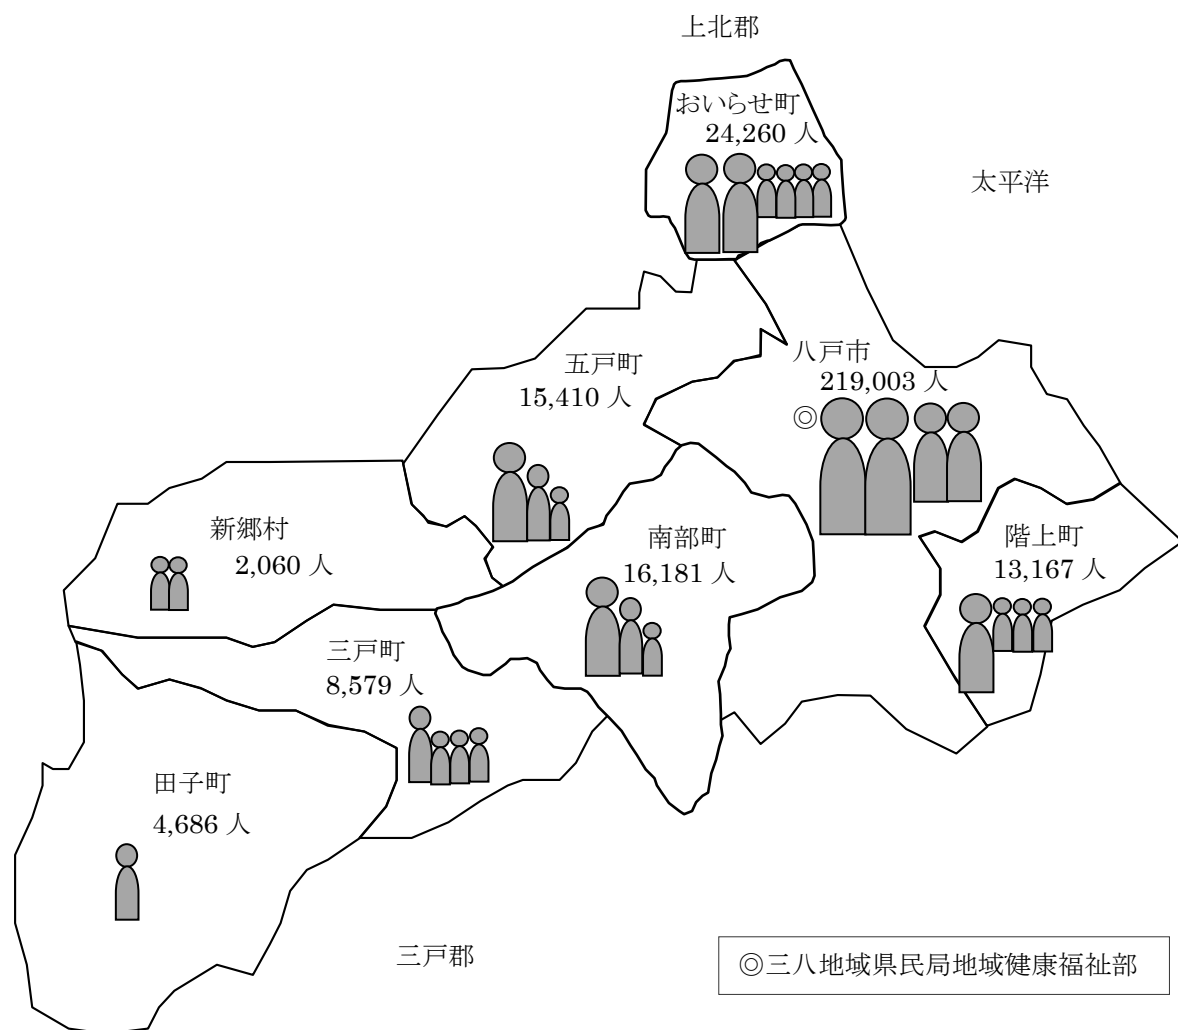 上北郡
おいらせ町
24,260 人
太平洋
五戸町
15,410 人
八戸市
219,003 人
◎
新郷村
2,060 人
南部町
16,181 人
階上町
13,167 人
三戸町
8,579 人
田子町
4,686 人
三戸郡
◎三八地域県民局地域健康福祉部